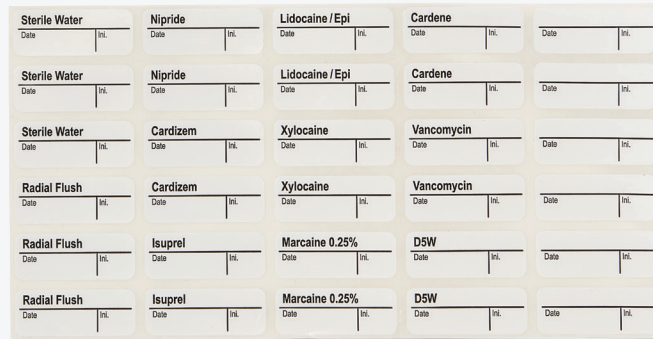 Sterile Water Nipride Lidocaine / Epi Cardene
Date Ini. Date Ini. Date Ini. Date Ini. Date Ini.
Sterile Water Nipride Lidocaine / Epi Cardene
Date Ini. Date Ini. Date Ini. Date Ini. Date Ini.
Sterile Water Cardizem Xylocaine Vancomycin
Date Ini. Date Ini. Date Ini. Date Ini. Date Ini.
Radial Flush Cardizem Xylocaine Vancomycin
Date Ini. Date Ini. Date Ini. Date Ini. Date Ini.
Radial Flush Isuprel Marcaine 0.25% D5W
Date Ini. Date Ini. Date Ini. Date Ini. Date Ini.
Radial Flush Isuprel Marcaine 0.25% D5W
Date Ini. Date Ini. Date Ini. Date Ini. Date Ini.